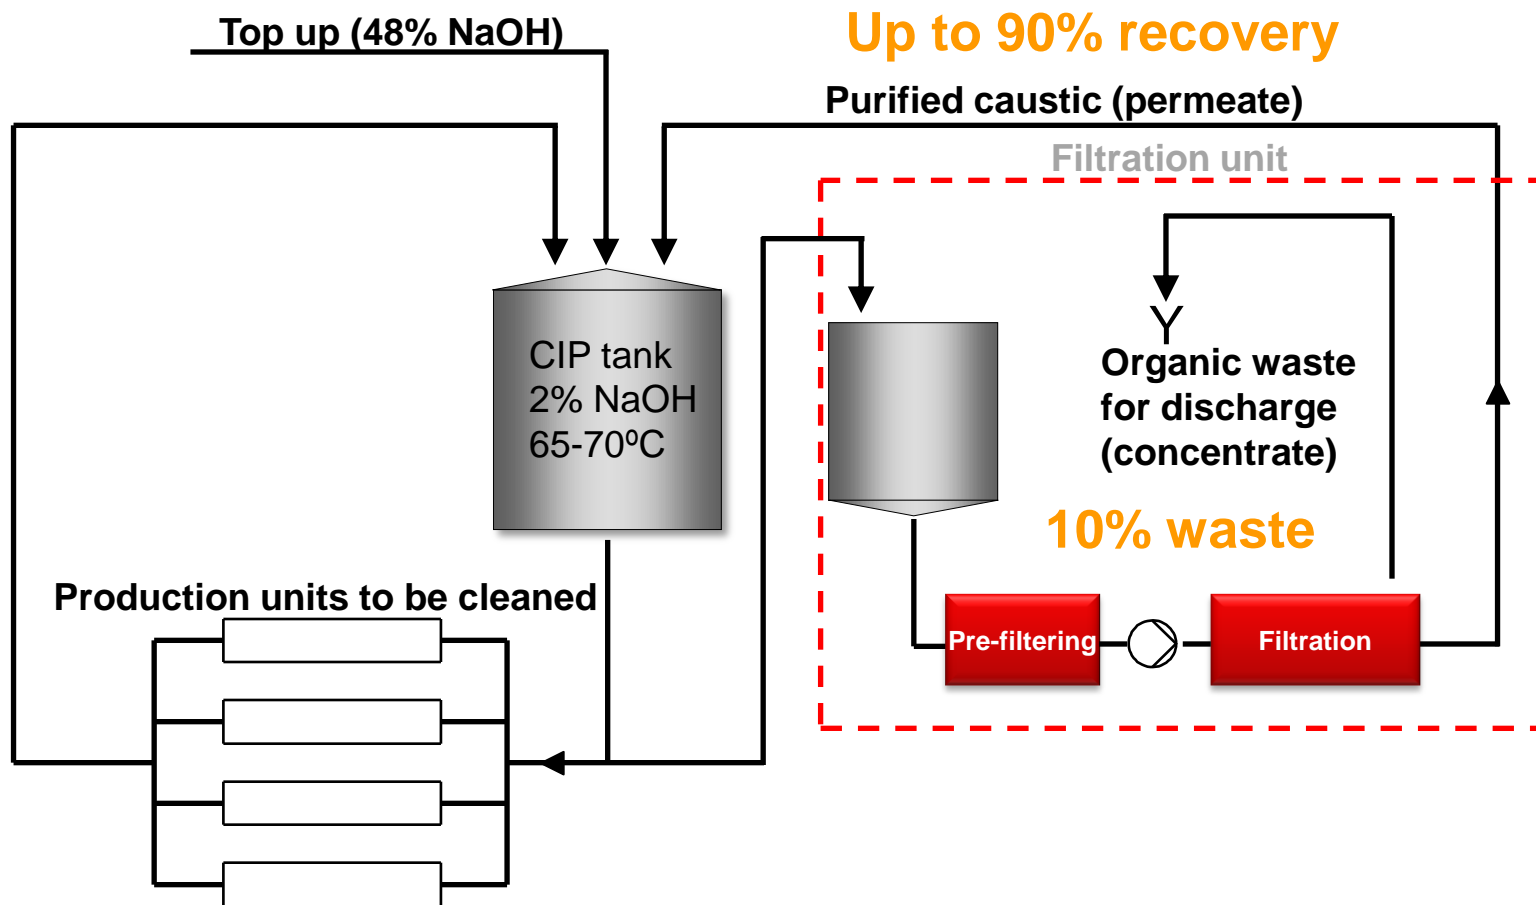 Top up (48% NaOH)
Up to 90% recovery
Purified caustic (permeate)
Filtration unit
CIP tank
2% NaOH
65-70ºC
Y
Organic waste
for discharge
(concentrate)
10% waste
Production units to be cleaned
Pre-filtering
Filtration